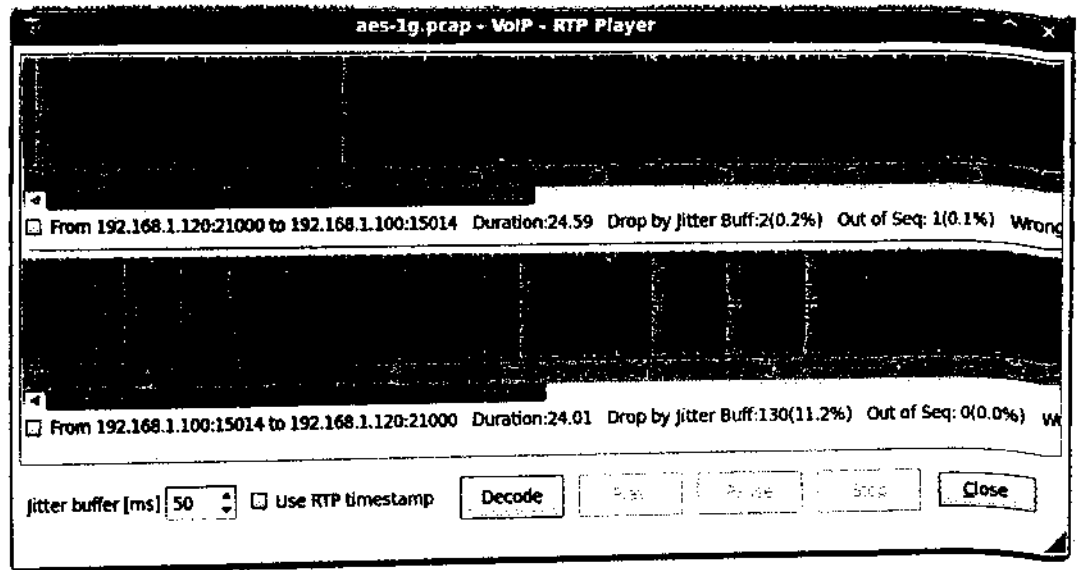 aes-1g.pcap - VoIP - RTP Player
From 192.168.1.120:21000 to 192.168.1.100:15014 Duration:24.59 Drop by Jitter Buff:2(0.2%) Out of Seq: 1(0.1%) Wrong
From 192.168.1.100:15014 to 192.168.1.120:21000 Duration:24.01 Drop by Jitter Buff:130(11.2%) Out of Seq: 0(0.0%)
Jitter buffer [ms] 50 Use RTP timestamp Decode Stop Close